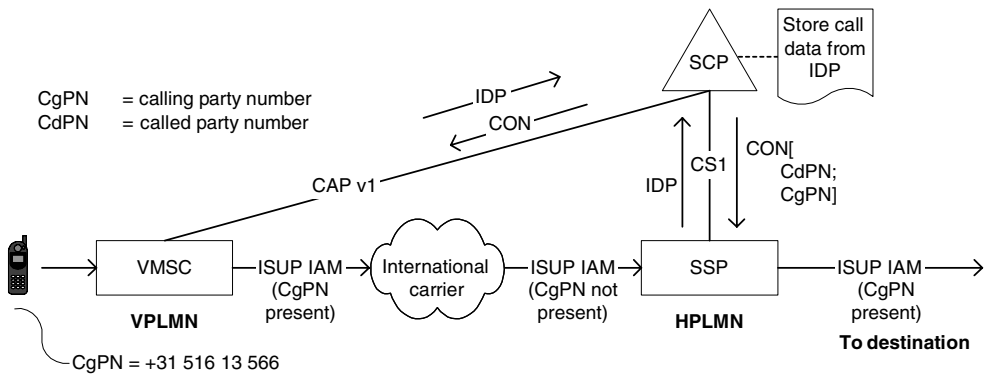 Store call
data from
IDP
SCP
CgPN = calling party number
CdPN = called party number
IDP
CON
CAP v1
IDP
CS1
CON[
CdPN;
CgPN]
VMSC
ISUP IAM
(CgPN
present)
International
carrier
ISUP IAM
(CgPN not
present)
SSP
ISUP IAM
(CgPN
present)
VPLMN
HPLMN
To destination
CgPN = +31 516 13 566